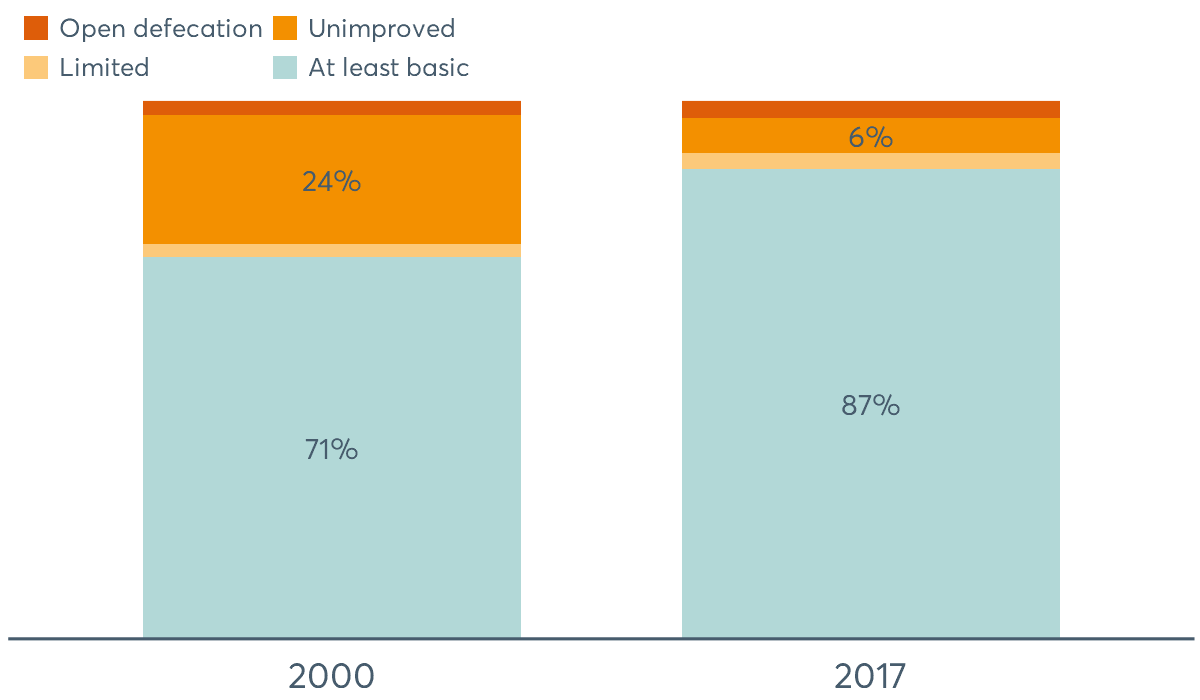 Open defecation Unimproved
Limited At least basic
24%
6%
71%
87%
2000 2017